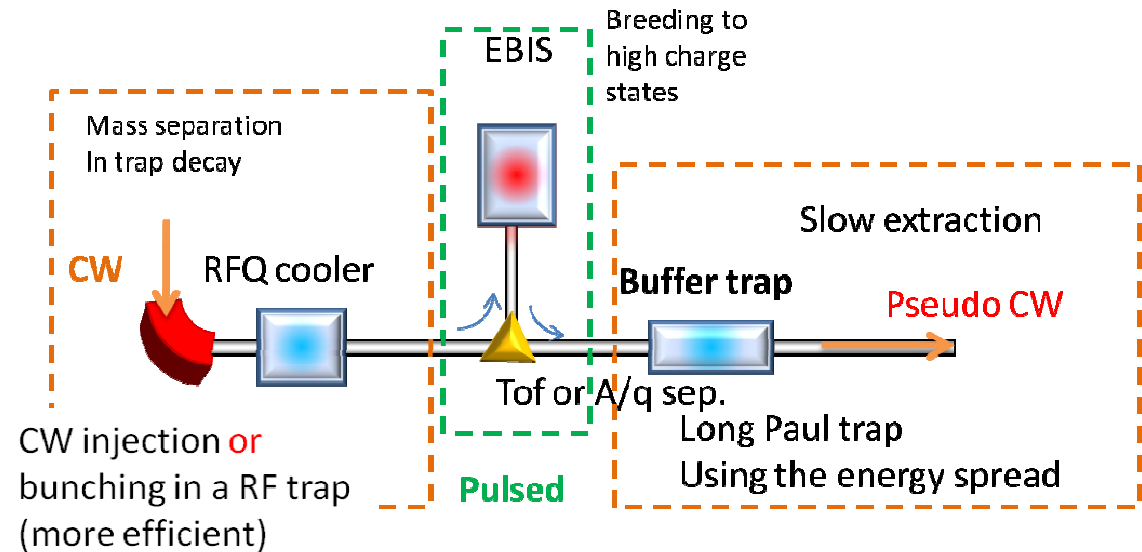 Breeding to
high charge
states
EBIS
Mass separation
In trap decay
CW
RFQ cooler
Slow extraction
Buffer trap
Pseudo CW
Tof or A/q sep.
Long Paul trap
Using the energy spread
CW injection or
bunching in a RF trap
(more efficient)
Pulsed